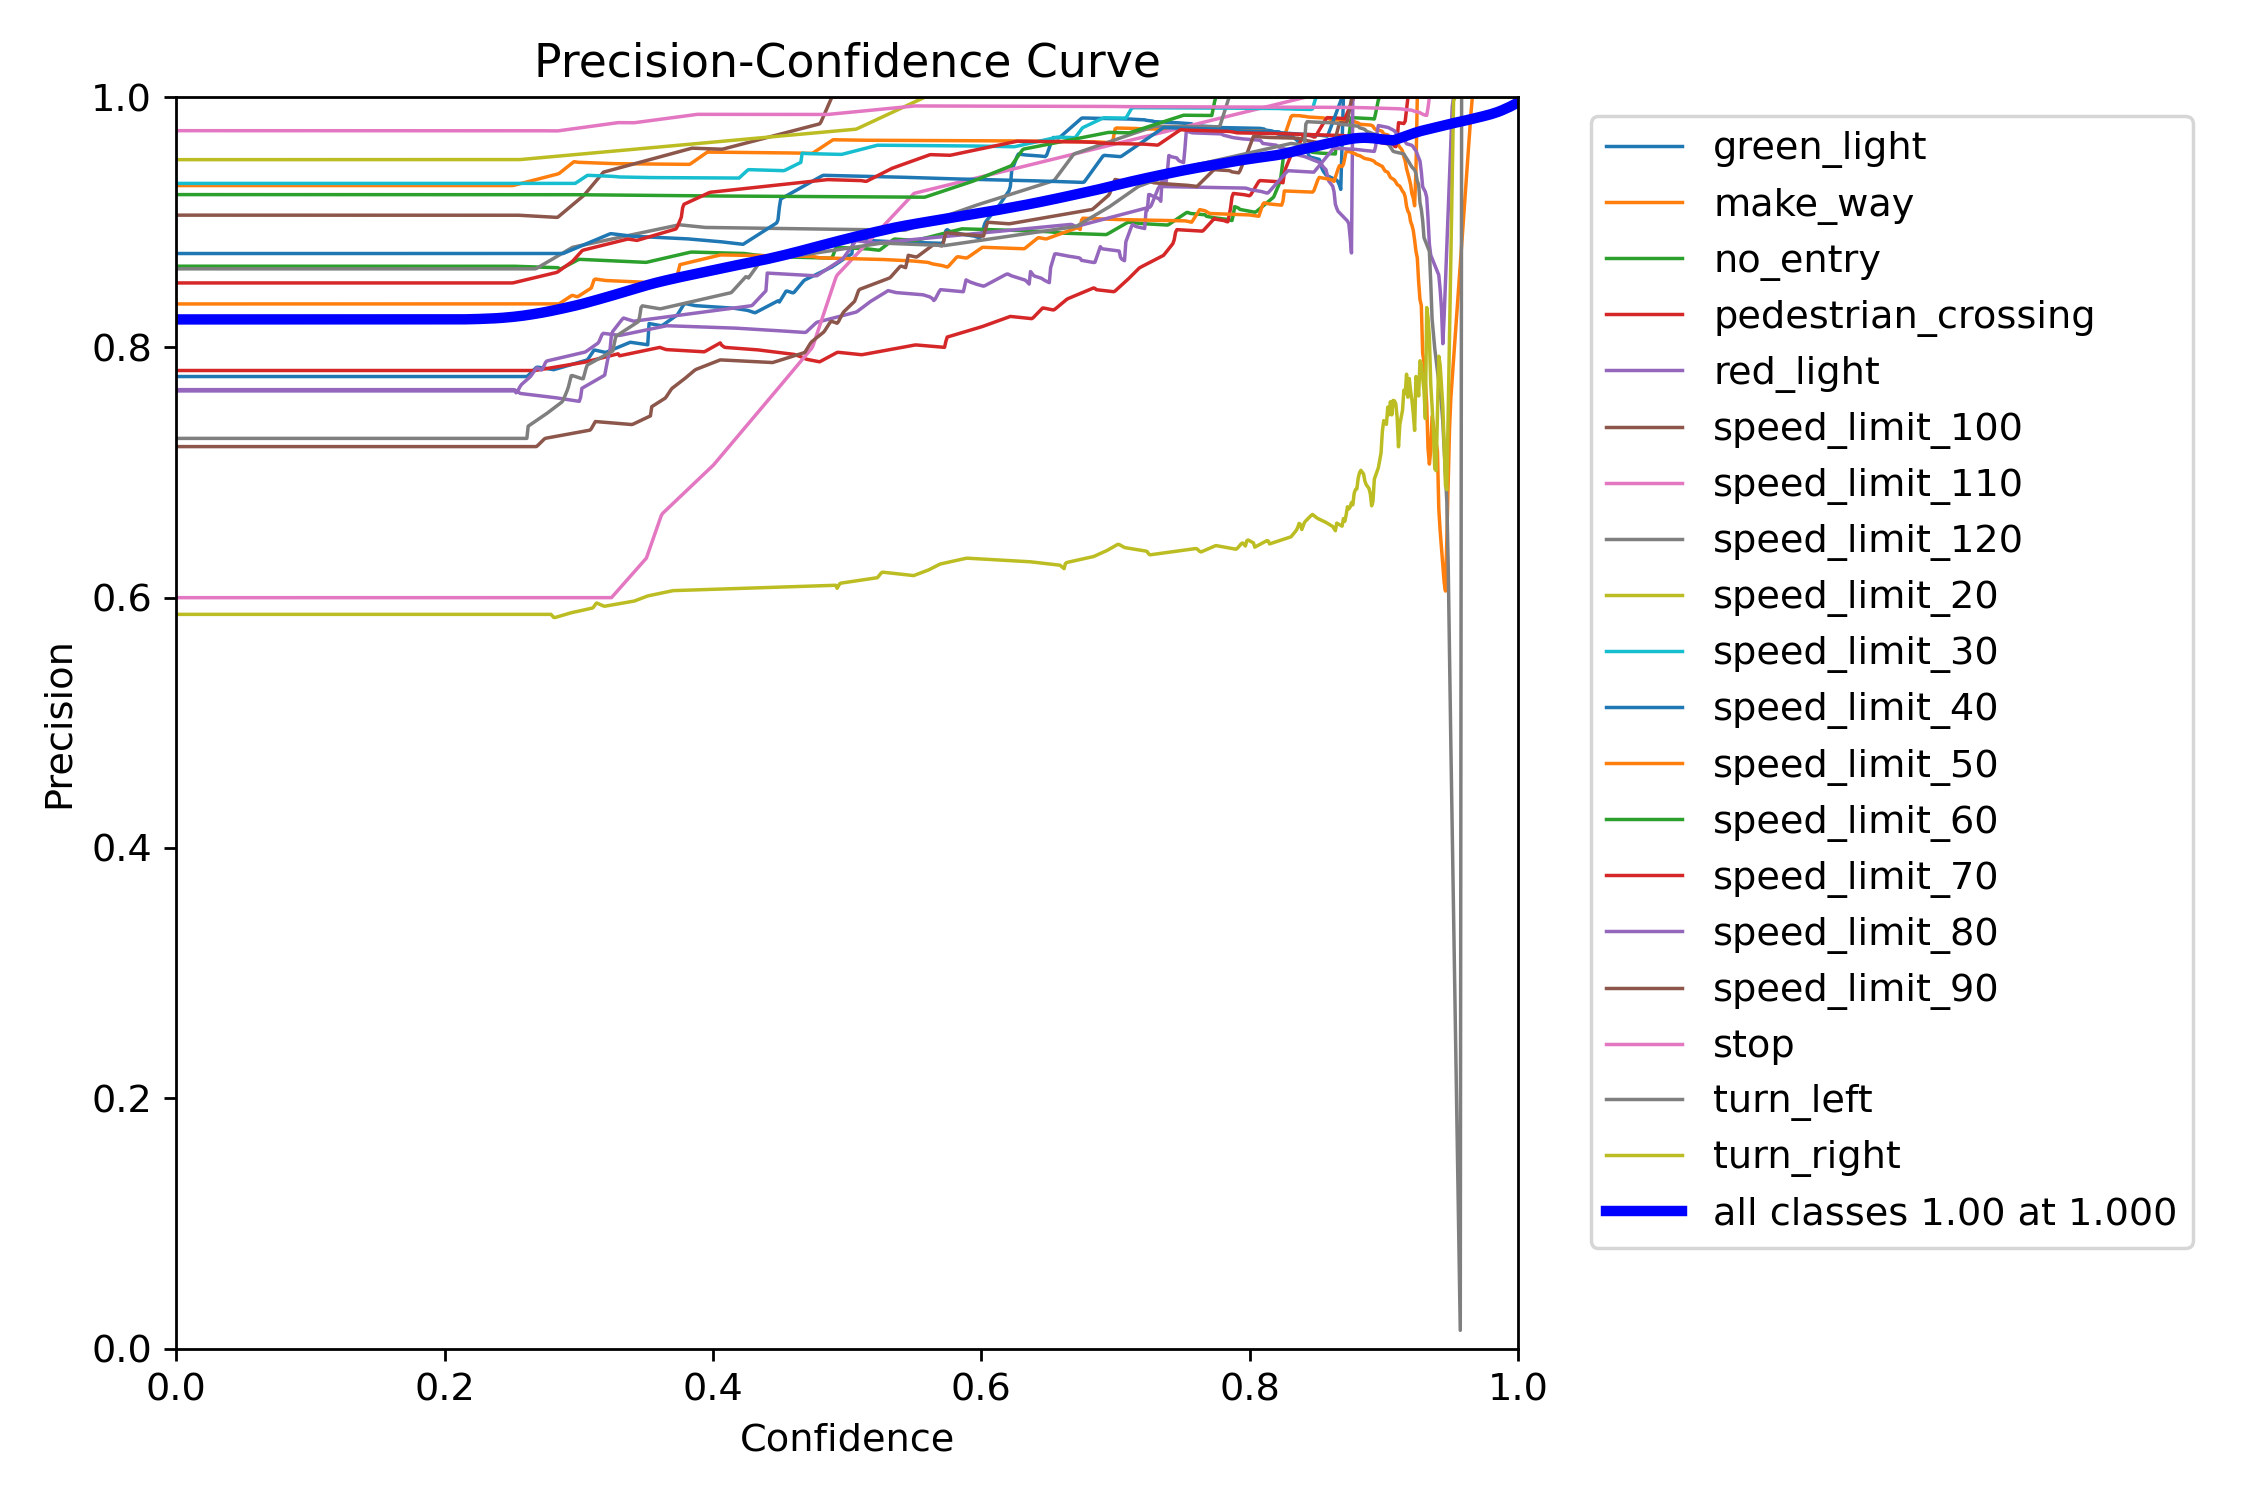 Precision-Confidence Curve
1.0
0.8
0.6
0.4
0.2
0.0
Precision
0.0 0.2 0.4 0.6 0.8 1.0
Confidence
green_light
make_way
no_entry
pedestrian_crossing
red_light
speed_limit_100
speed_limit_110
speed_limit_120
speed_limit_20
speed_limit_30
speed_limit_40
speed_limit_50
speed_limit_60
speed_limit_70
speed_limit_80
speed_limit_90
stop
turn_left
turn_right
all classes 1.00 at 1.000